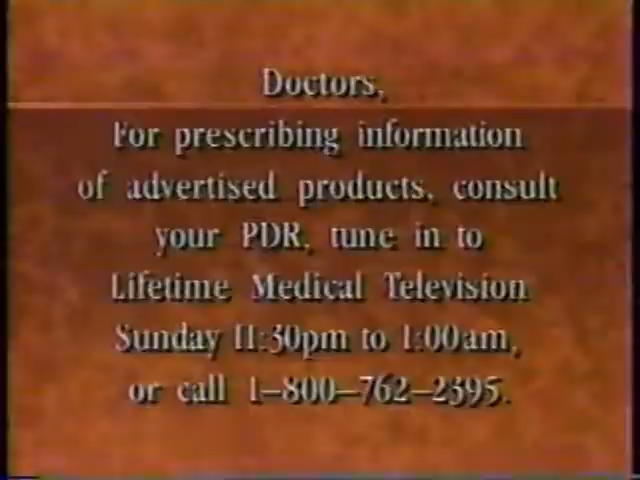 Doctors,
For prescribing information
of advertised products, consult
your PDR, tune in to
Lifetime Medical Television
Sunday 11:30pm to 1:00am,
or call 1-800-762-2395.